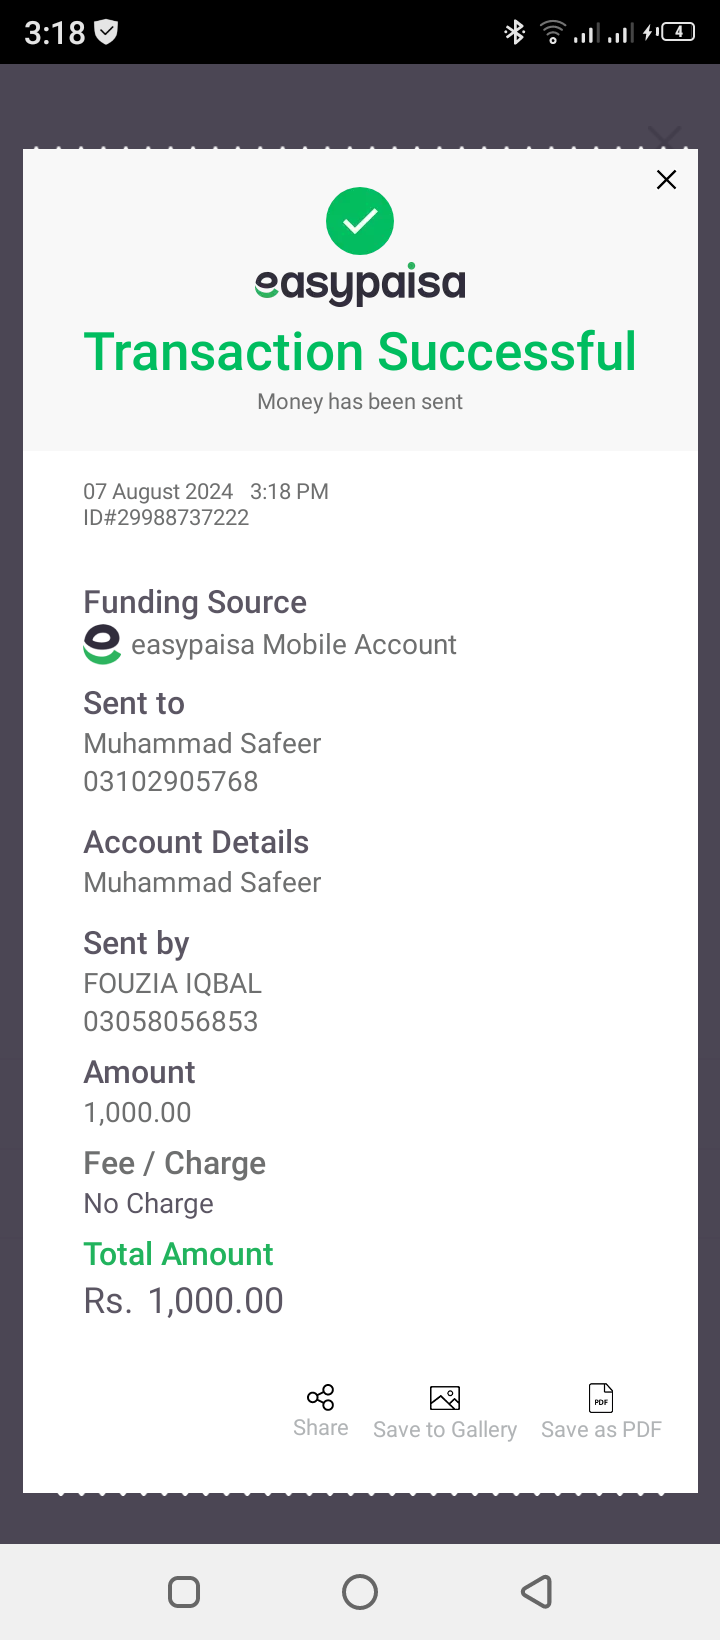 3:18
4
easypaisa
Transaction Successful
Money has been sent
07 August 2024 3:18 PM
ID#29988737222
Funding Source
easypaisa Mobile Account
Sent to
Muhammad Safeer
03102905768
Account Details
Muhammad Safeer
Sent by
FOUZIA IQBAL
03058056853
Amount
1,000.00
Fee / Charge
No Charge
Total Amount
Rs. 1,000.00
PDF
Share Save to Gallery Save as PDF